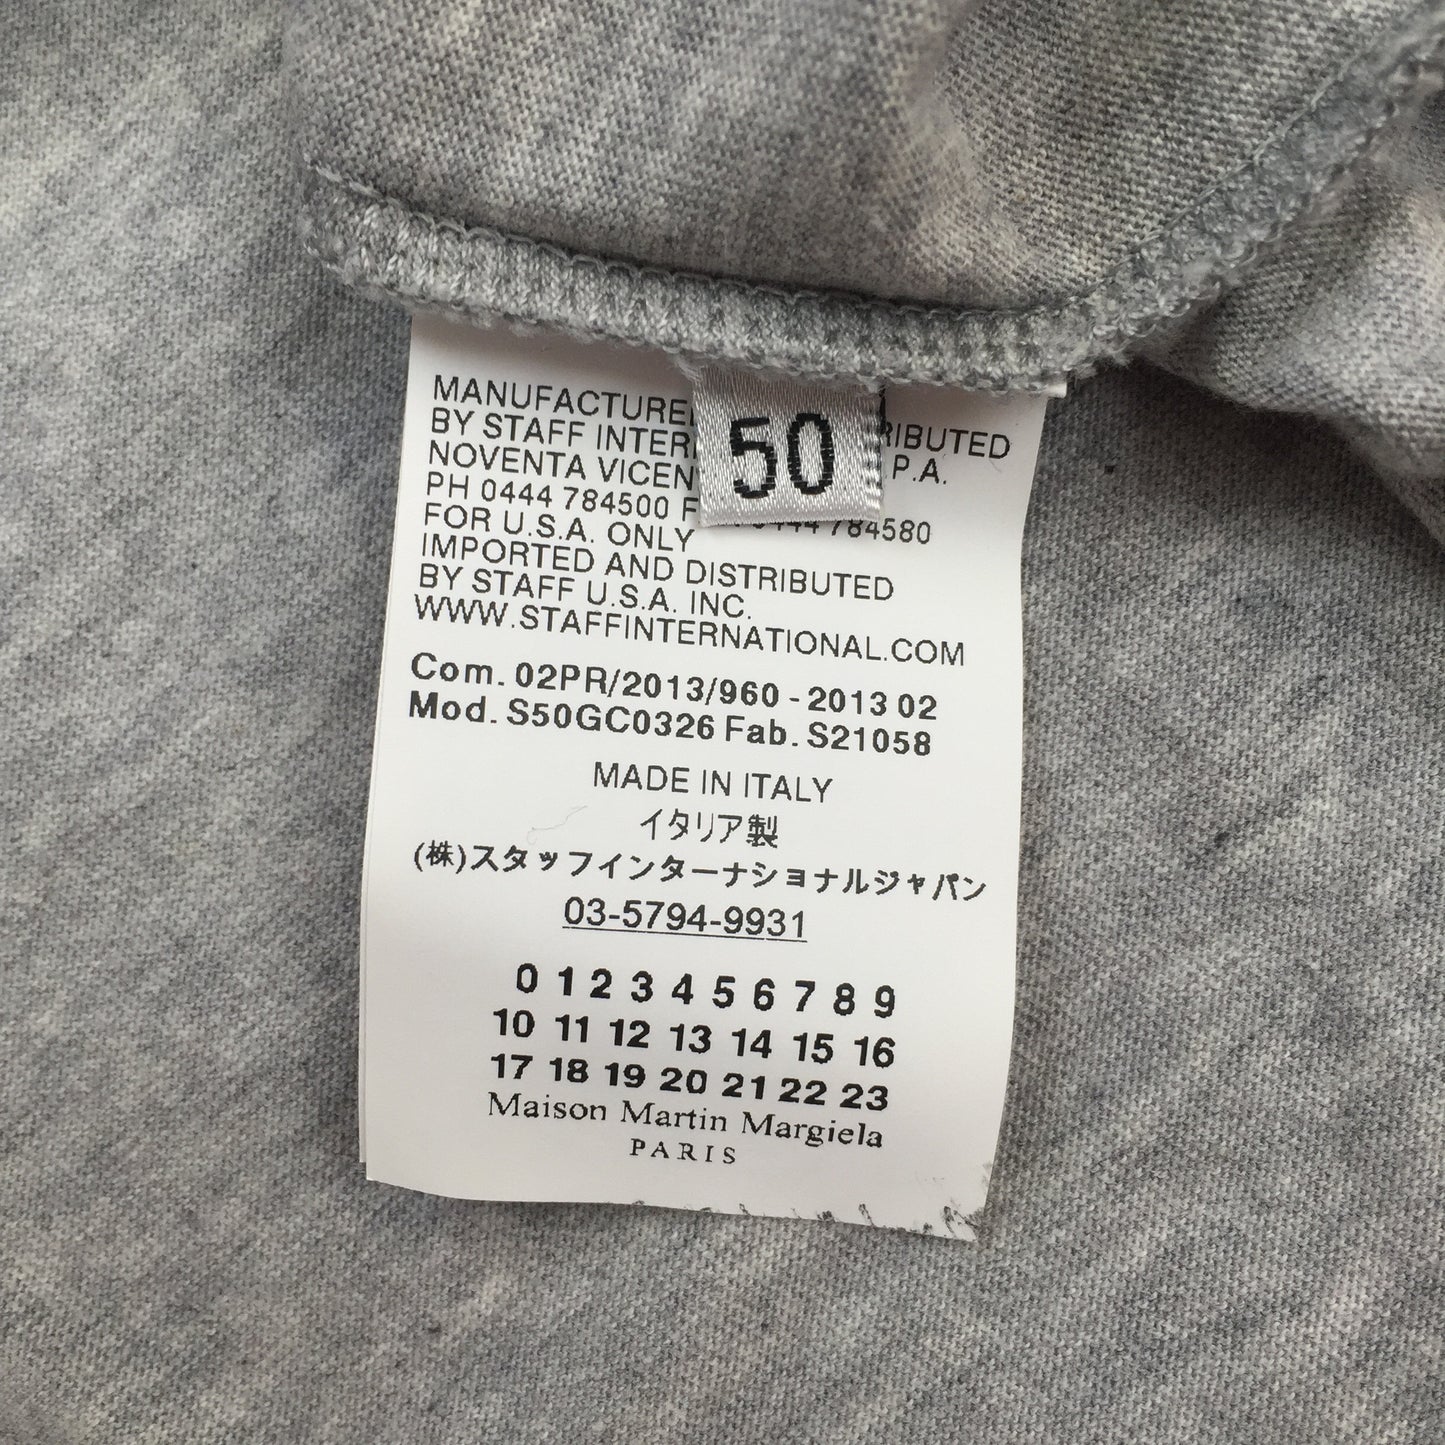 MANUFACTURE RIBUTED
BY STAFF INTER P.A.
50
NOVENTA VICEN
PH 0444 784500 F 0444 784580
FOR U.S.A. ONLY
IMPORTED AND DISTRIBUTED
BY STAFF U.S.A. INC.
WWW.STAFFINTERNATIONAL.COM
Com. 02PR/2013/960 - 2013 02
Mod. S50GC0326 Fab. S21058
MADE IN ITALY
イタリア製
(株)スタッフインターナショナルジャパン
03-5794-9931
0 1 2 3 4 5 6 7 8 9
10 11 12 13 14 15 16
17 18 19 20 21 22 23
Maison Martin Margiela
PARIS